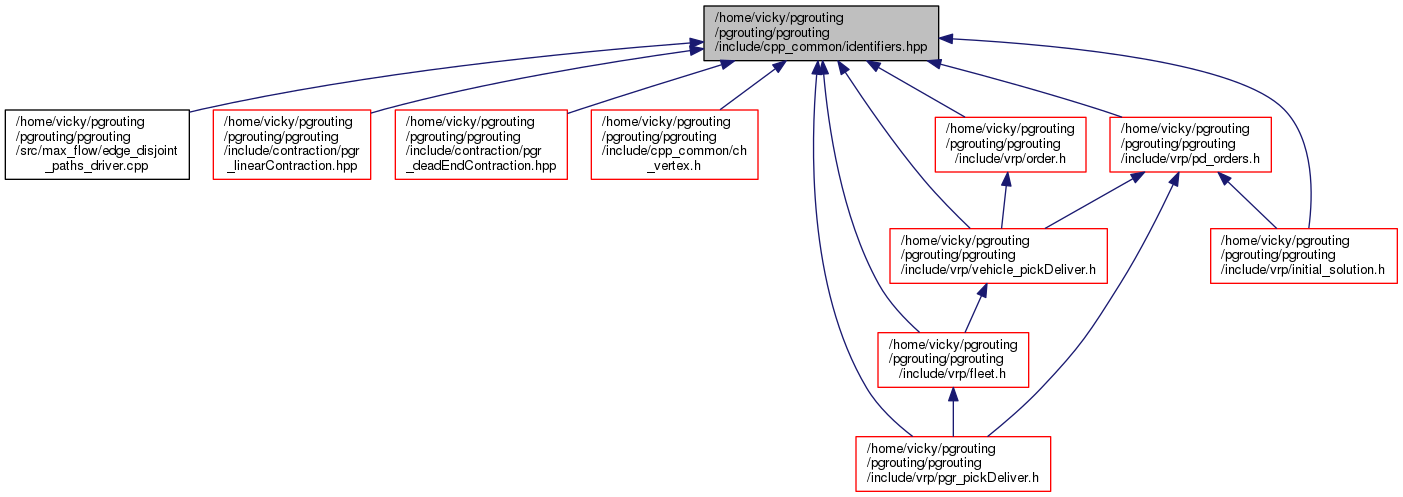 /home/vicky/pgrouting
/pgrouting/pgrouting
/include/cpp_common/identifiers.hpp
/home/vicky/pgrouting
/pgrouting/pgrouting
/src/max_flow/edge_disjoint
_paths_driver.cpp
/home/vicky/pgrouting
/pgrouting/pgrouting
/include/contraction/pgr
_linearContraction.hpp
/home/vicky/pgrouting
/pgrouting/pgrouting
/include/contraction/pgr
_deadEndContraction.hpp
/home/vicky/pgrouting
/pgrouting/pgrouting
/include/cpp_common/ch
_vertex.h
/home/vicky/pgrouting
/pgrouting/pgrouting
/include/vrp/order.h
/home/vicky/pgrouting
/pgrouting/pgrouting
/include/vrp/pd_orders.h
/home/vicky/pgrouting
/pgrouting/pgrouting
/include/vrp/vehicle_pickDeliver.h
/home/vicky/pgrouting
/pgrouting/pgrouting
/include/vrp/initial_solution.h
/home/vicky/pgrouting
/pgrouting/pgrouting
/include/vrp/fleet.h
/home/vicky/pgrouting
/pgrouting/pgrouting
/include/vrp/pgr_pickDeliver.h